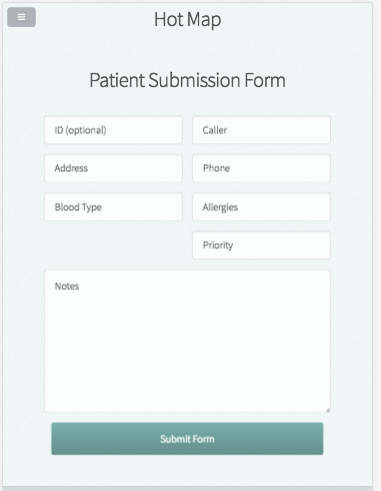 Hot Map
Patient Submission Form
ID (optional)
Caller
Address
Phone
Blood Type
Allergies
Priority
Notes
Submit Form